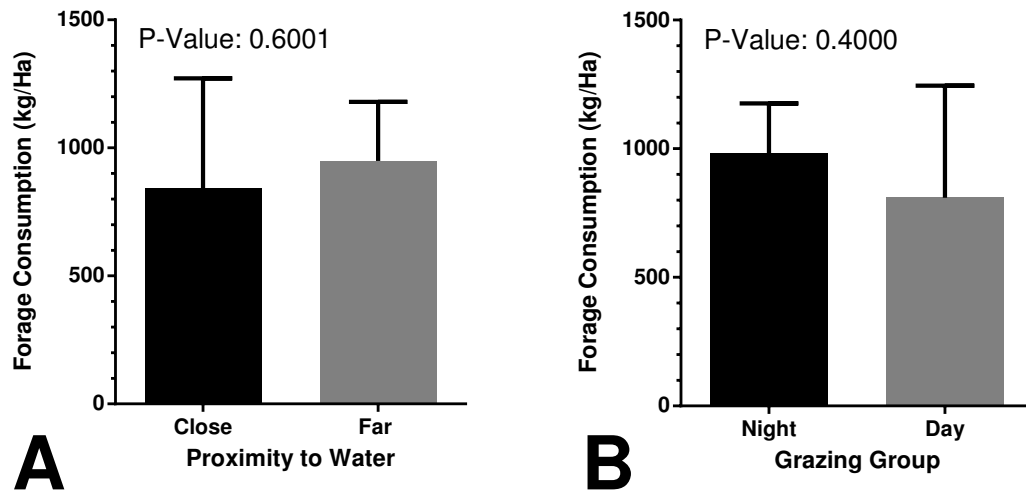 P-Value: 0.6001
Forage Consumption (kg/Ha)
1500
1000
500
0
Close Far
Proximity to Water
A
P-Value: 0.4000
Forage Consumption (kg/Ha)
1500
1000
500
0
Night Day
Grazing Group
B